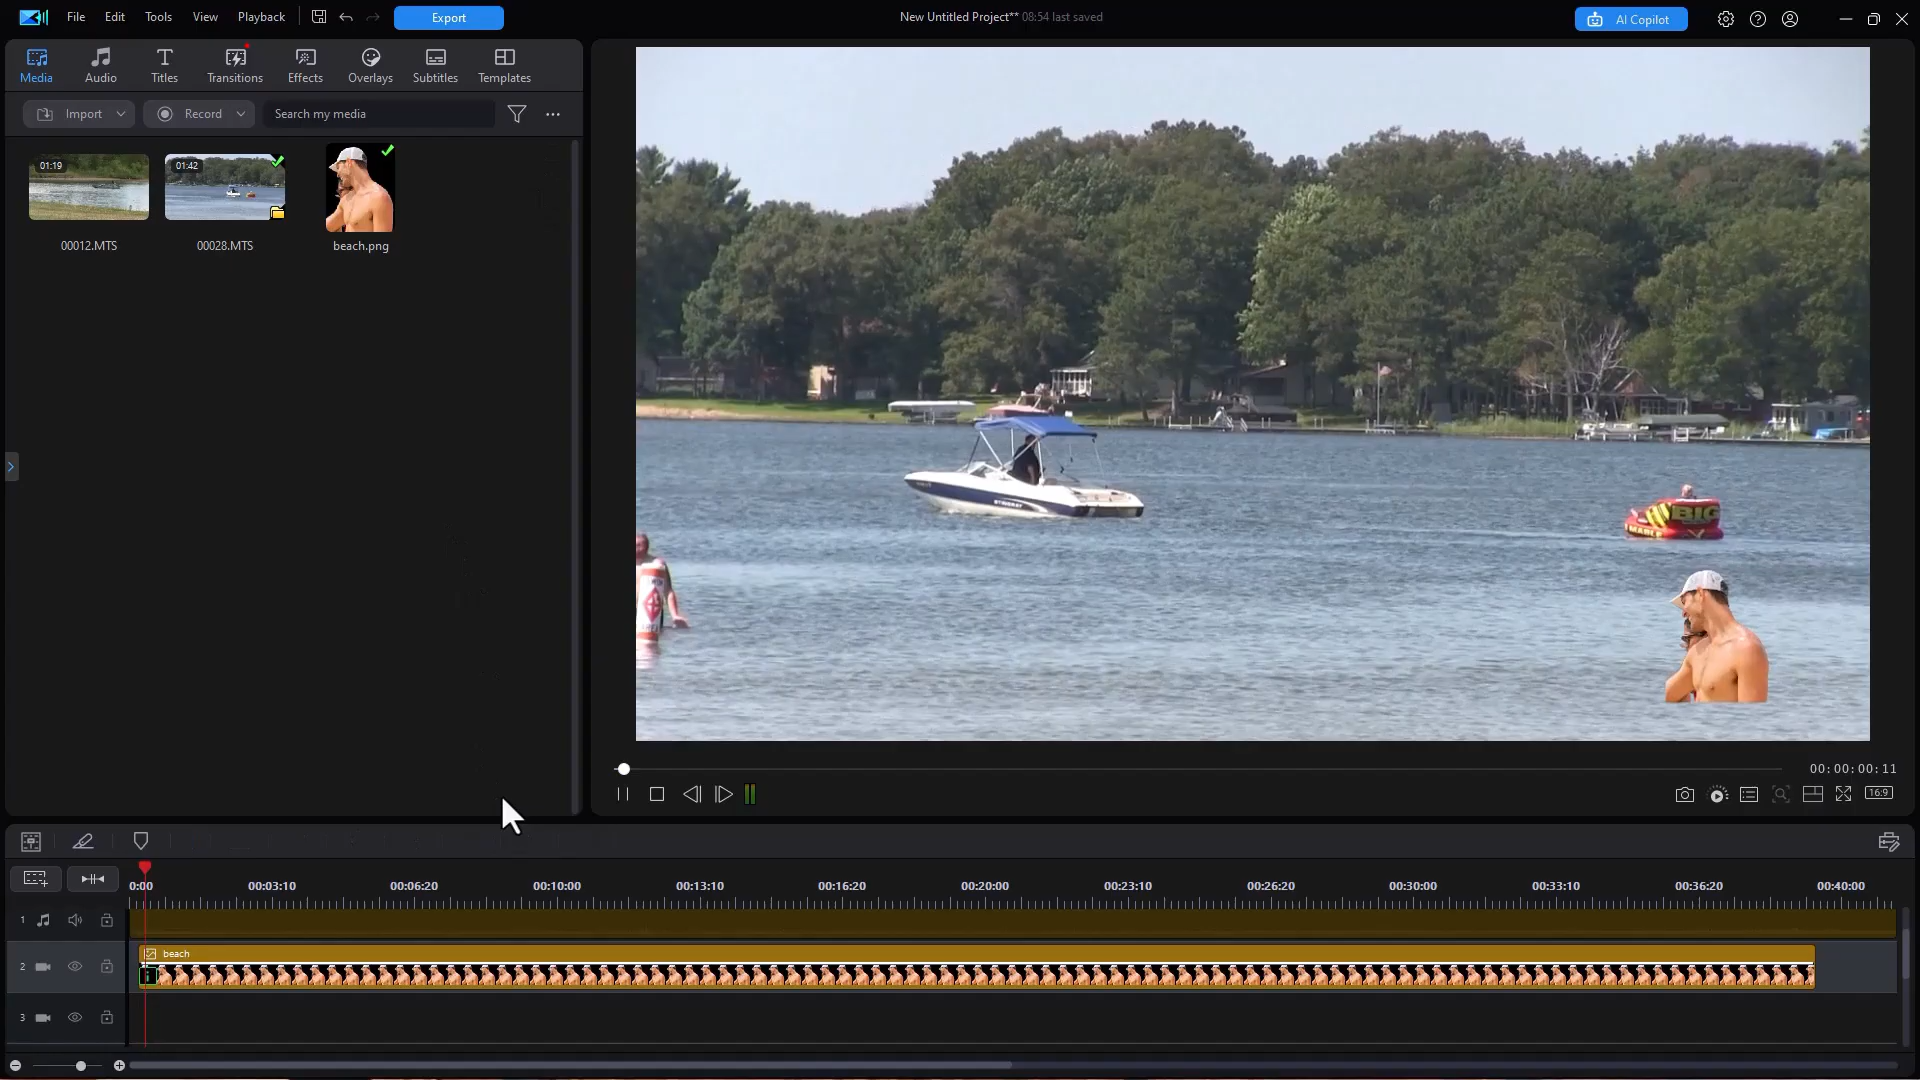 File Edit Tools View Playback Export New Untitled Project** 08:54 last saved AI Copilot
Media Audio Titles Transitions Effects Overlays Subtitles Templates
Import Record Search my media
01:19 01:42
00012.MTS 00028.MTS beach.png
BIG
MABLE
00:00:00:11
16:9
0:00 00:03:10 00:06:20 00:10:00 00:13:10 00:16:20 00:20:00 00:23:10 00:26:20 00:30:00 00:33:10 00:36:20 00:40:00
1
2 beach
3